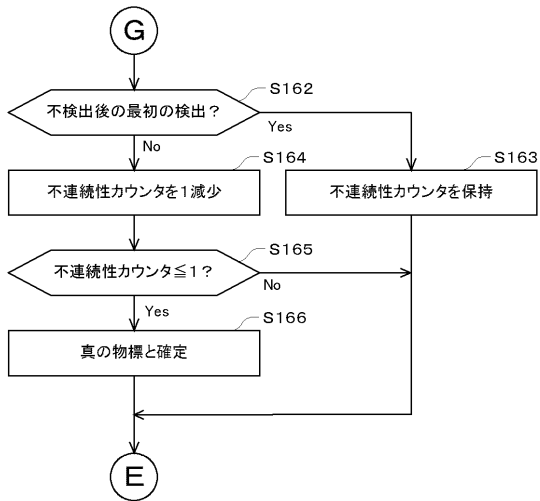 G
S162
不検出後の最初の検出？
Yes
No
S164
S163
不連続性カウンタを１減少
不連続性カウンタを保持
S165
不連続性カウンタ≦１？
No
Yes
S166
真の物標と確定
E